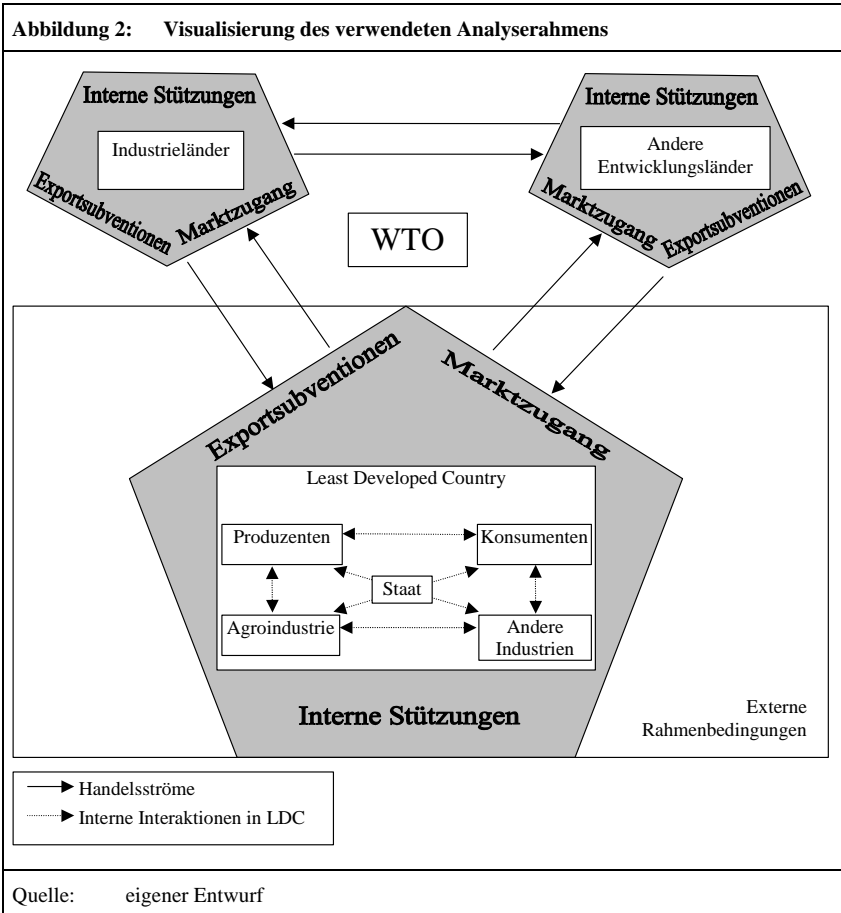 Abbildung 2: Visualisierung des verwendeten Analyserahmens
Interne Stützungen
Industrieländer
Exportsubventionen
Marktzugang
Interne Stützungen
Andere
Entwicklungsländer
Marktzugang
Exportsubventionen
WTO
Exportsubventionen
Marktzugang
Least Developed Country
Produzenten
Konsumenten
Staat
Agroindustrie
Andere
Industrien
Interne Stützungen
Externe
Rahmenbedingungen
Handelsströme
Interne Interaktionen in LDC
Quelle: eigener Entwurf